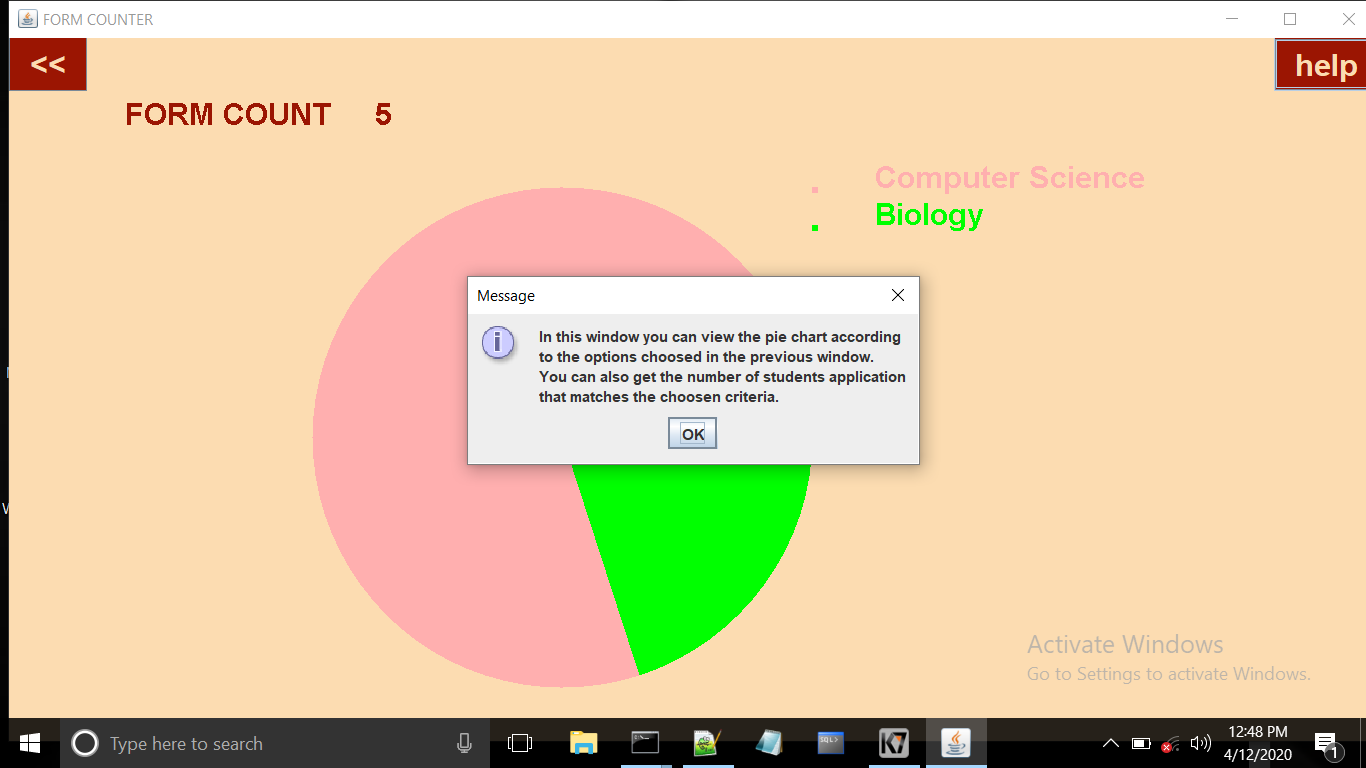 FORM COUNTER
<<
help
FORM COUNT 5
Computer Science
Biology
Message
In this window you can view the pie chart according
to the options choosed in the previous window.
You can also get the number of students application
that matches the choosen criteria.
OK
Activate Windows
Go to Settings to activate Windows.
Type here to search
SQL>
12:48 PM
4/12/2020
1